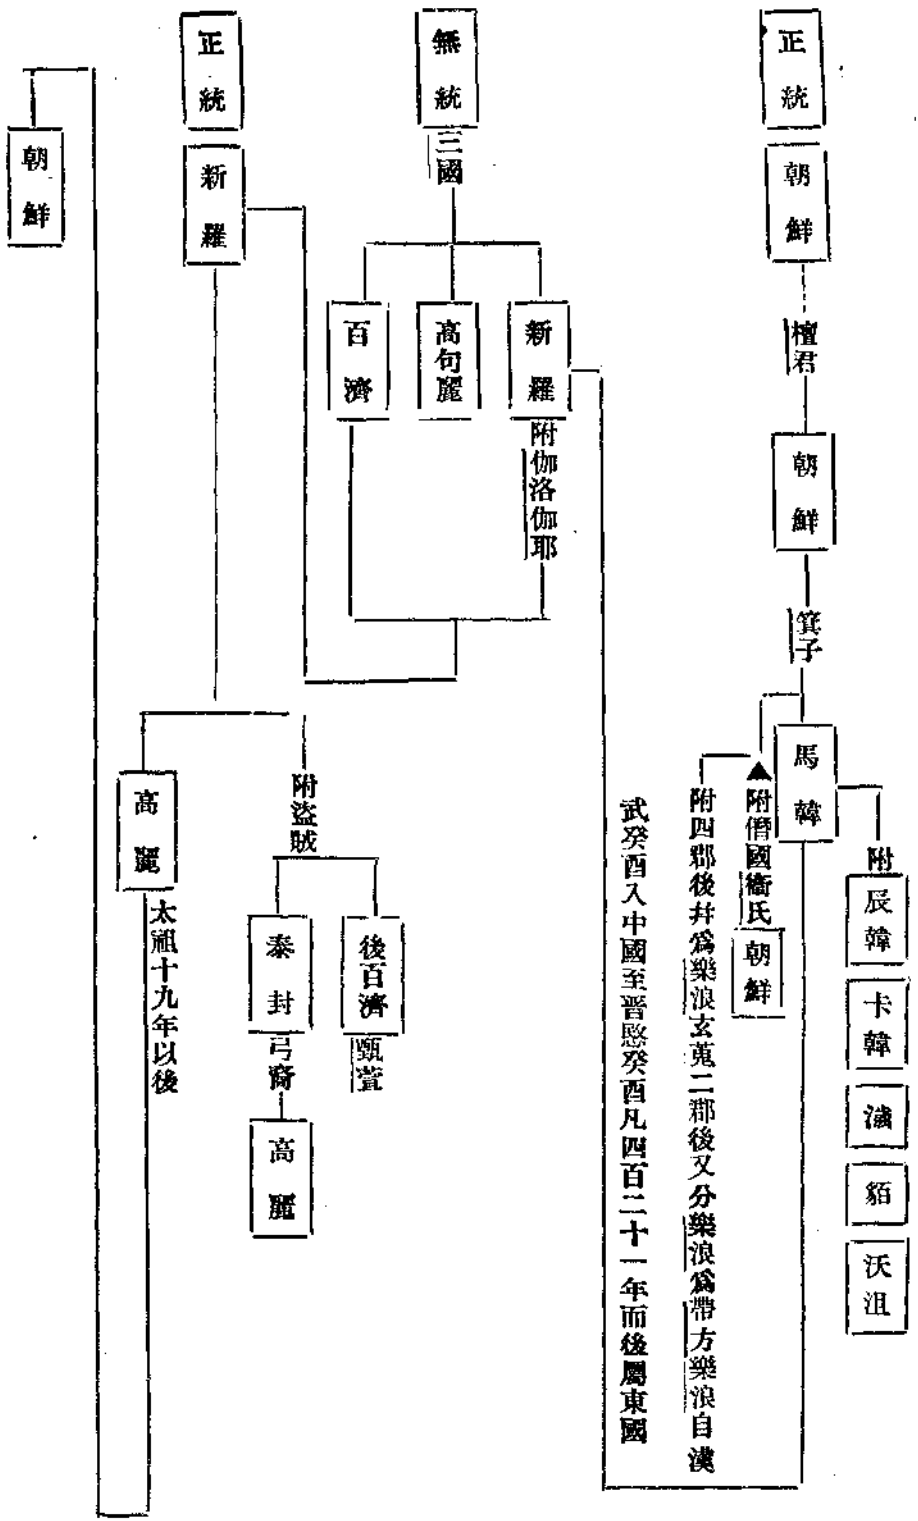 正統
朝鮮
檀君
朝鮮
箕子
馬韓
附
辰韓
卡韓
濊
貊
沃沮
附僭國衞氏
朝鮮
附四郡後幷爲樂浪玄菟二郡後又分樂浪爲帶方樂浪自漢
武癸酉入中國至晋愍癸酉凡四百二十一年而後屬東國
無統
三國
新羅
附伽洛伽耶
高句麗
百濟
正統
新羅
附盜賊
後百濟
甄萱
泰封
弓裔
高麗
高麗
太祖十九年以後
朝鮮